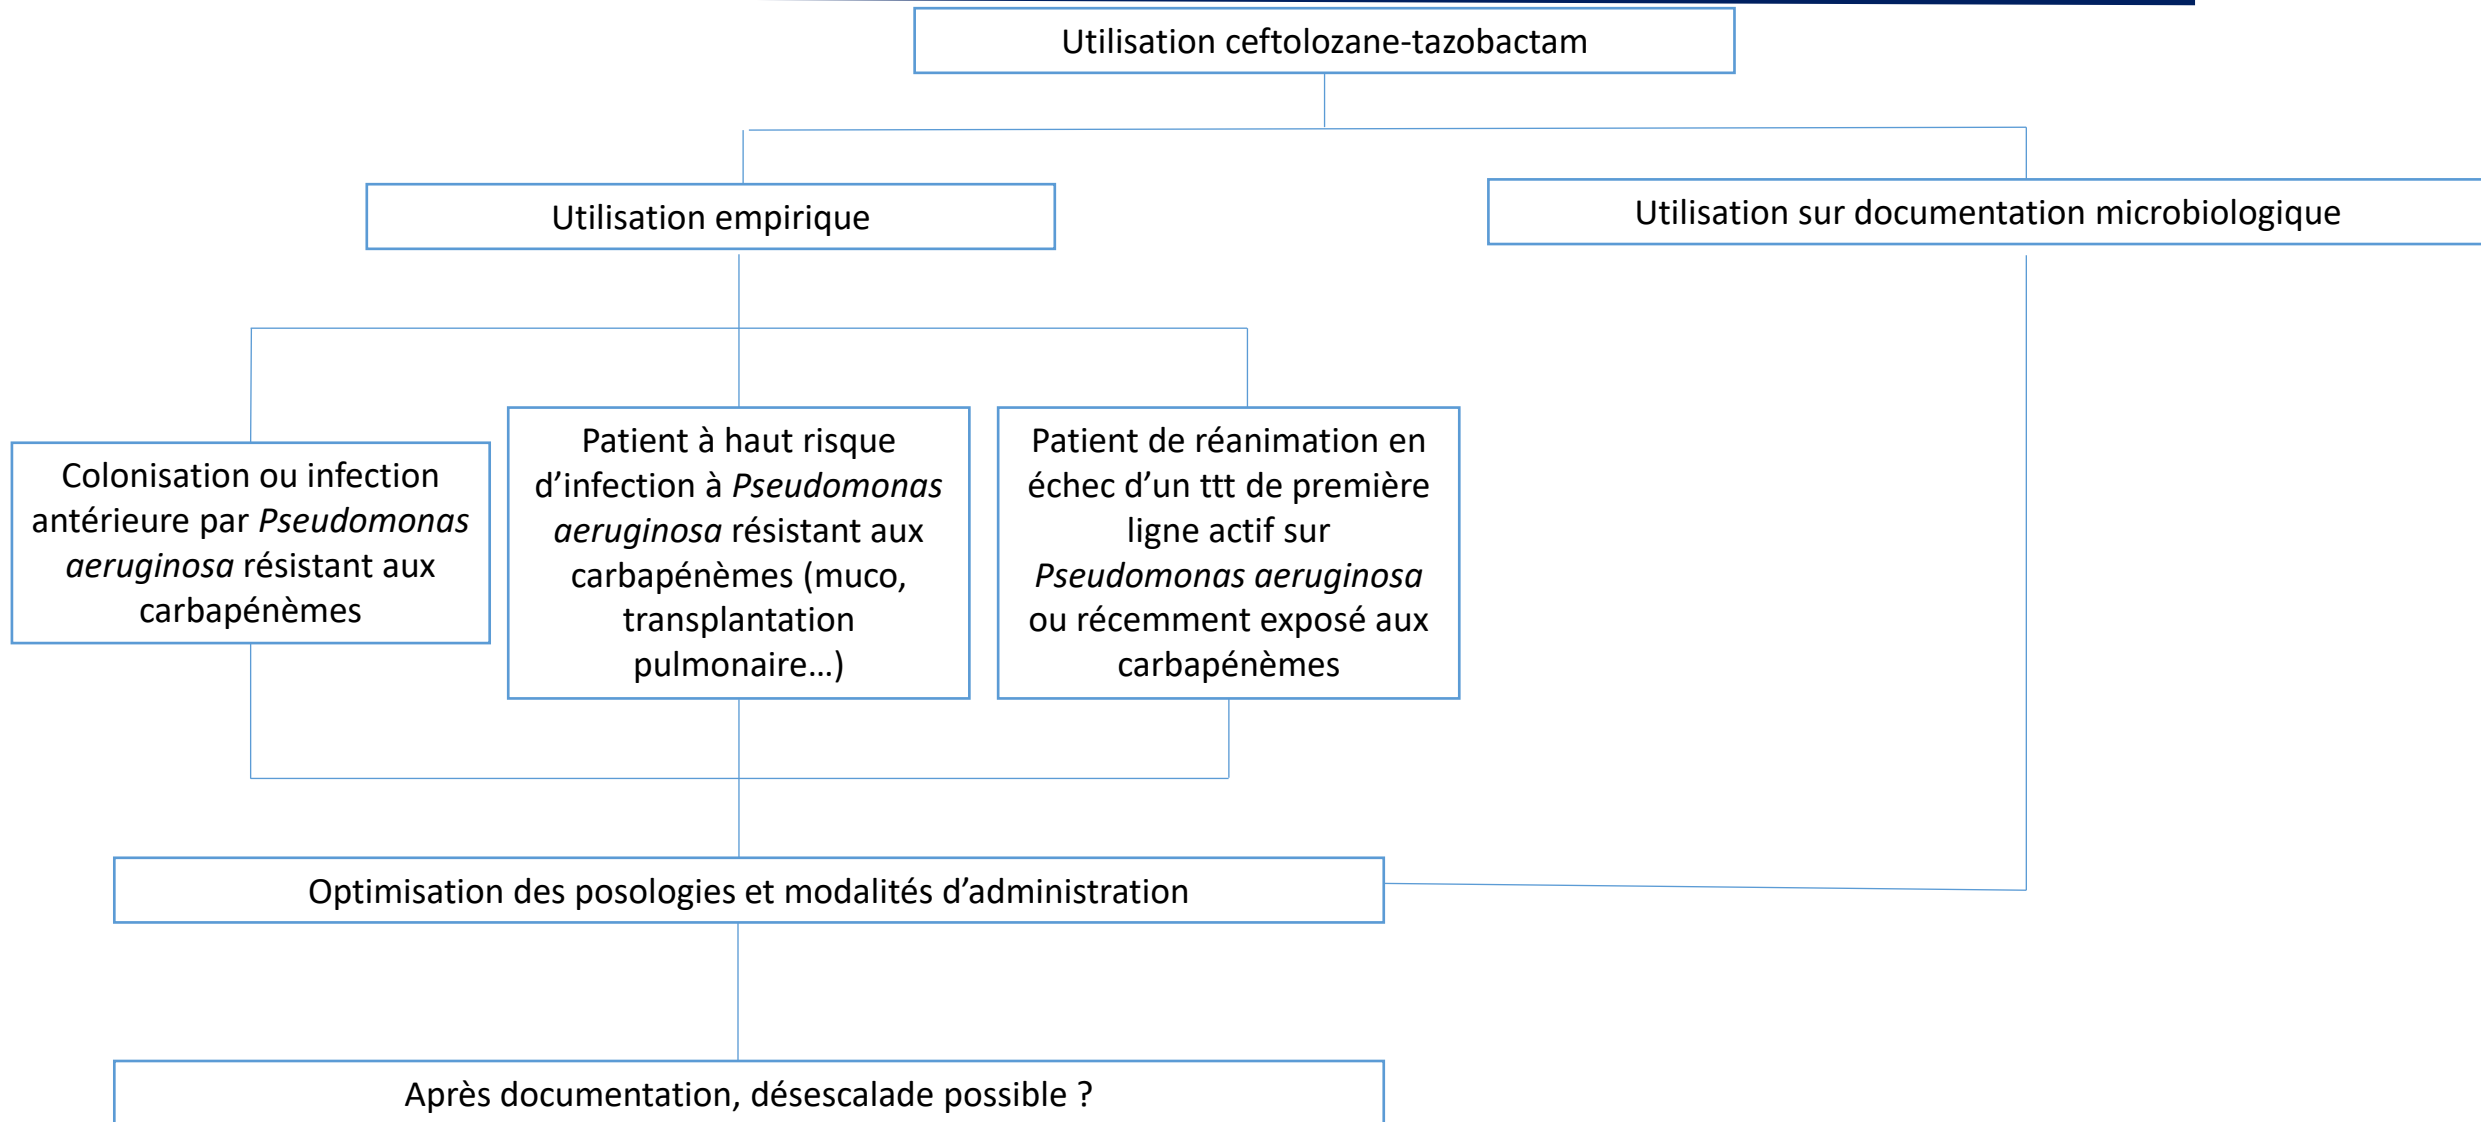 Utilisation ceftolozane-tazobactam
Utilisation empirique
Utilisation sur documentation microbiologique
Colonisation ou infection
antérieure par Pseudomonas
aeruginosa résistant aux
carbapénèmes
Patient à haut risque
d’infection à Pseudomonas
aeruginosa résistant aux
carbapénèmes (muco,
transplantation
pulmonaire…)
Patient de réanimation en
échec d’un ttt de première
ligne actif sur
Pseudomonas aeruginosa
ou récemment exposé aux
carbapénèmes
Optimisation des posologies et modalités d’administration
Après documentation, désescalade possible ?